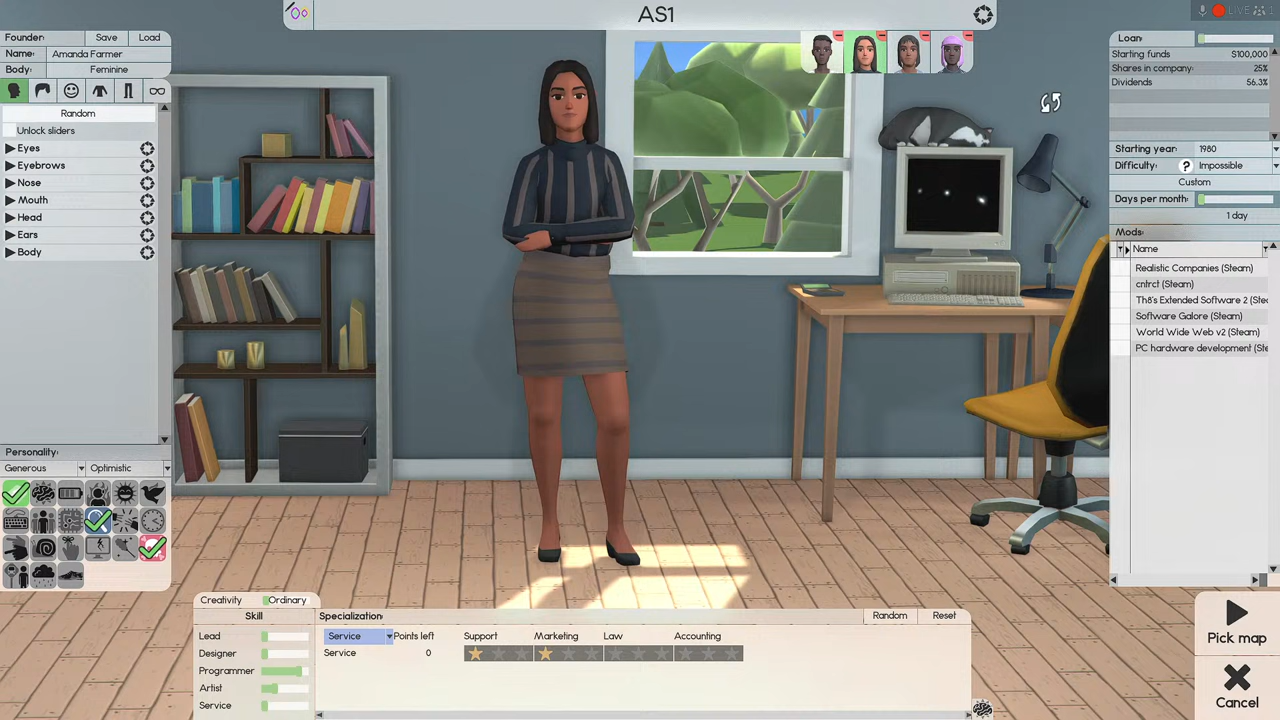 AS1
LIVE 1
Founder: Save Load
Name: Amanda Farmer
Body: Feminine
Random
Unlock sliders
Eyes
Eyebrows
Nose
Mouth
Head
Ears
Body
Personality:
Generous Optimistic
Loan:
Starting funds $100,000
Shares in company: 25%
Dividends 56.3%
Starting year: 1980
Difficulty: ? Impossible
Custom
Days per month:
1 day
Mods:
Name
Realistic Companies (Steam)
cntrct (Steam)
Th8's Extended Software 2 (Stea
Software Galore (Steam)
World Wide Web v2 (Steam)
PC hardware development (Ste
Creativity Ordinary
Skill Specialization: Random Reset
Lead Service Points left Support Marketing Law Accounting
Designer Service 0
Programmer
Artist
Service
Pick map
Cancel